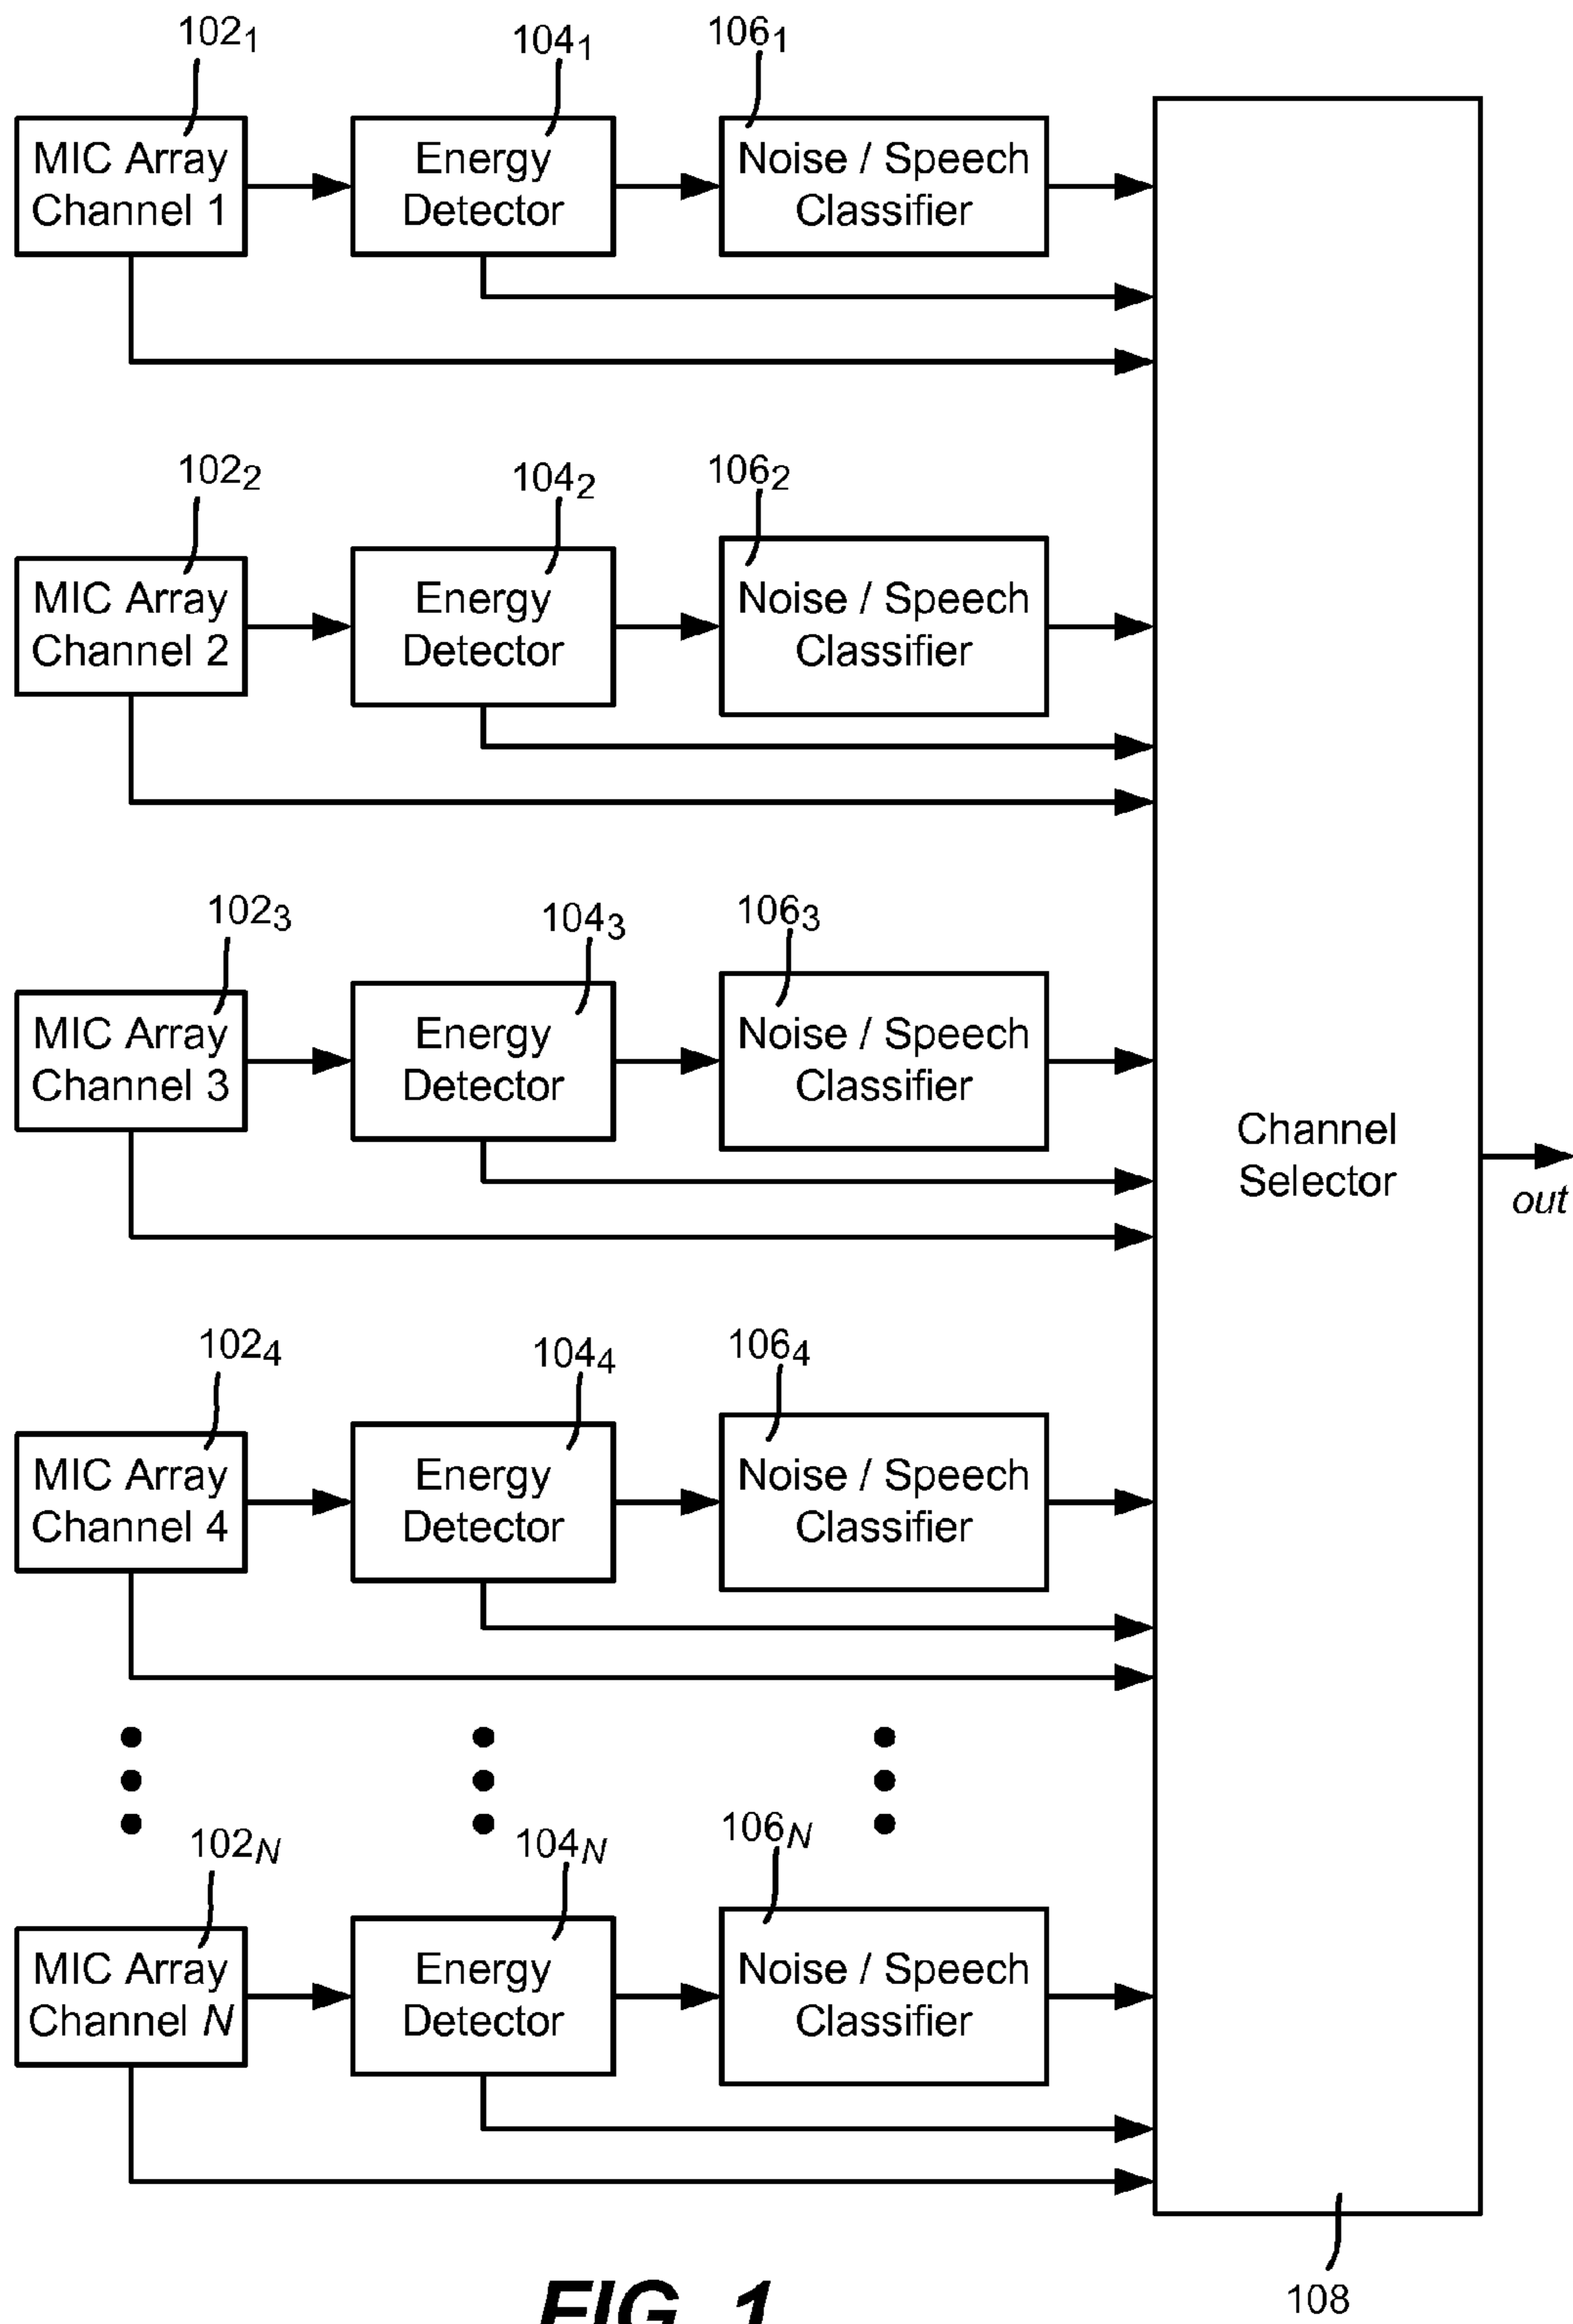 102₁ 104₁ 106₁
MIC Array
Channel 1
Energy
Detector
Noise / Speech
Classifier
102₂ 104₂ 106₂
MIC Array
Channel 2
Energy
Detector
Noise / Speech
Classifier
102₃ 104₃ 106₃
MIC Array
Channel 3
Energy
Detector
Noise / Speech
Classifier
Channel
Selector
out
102₄ 104₄ 106₄
MIC Array
Channel 4
Energy
Detector
Noise / Speech
Classifier
102N 104N 106N
MIC Array
Channel N
Energy
Detector
Noise / Speech
Classifier
108
FIG. 1